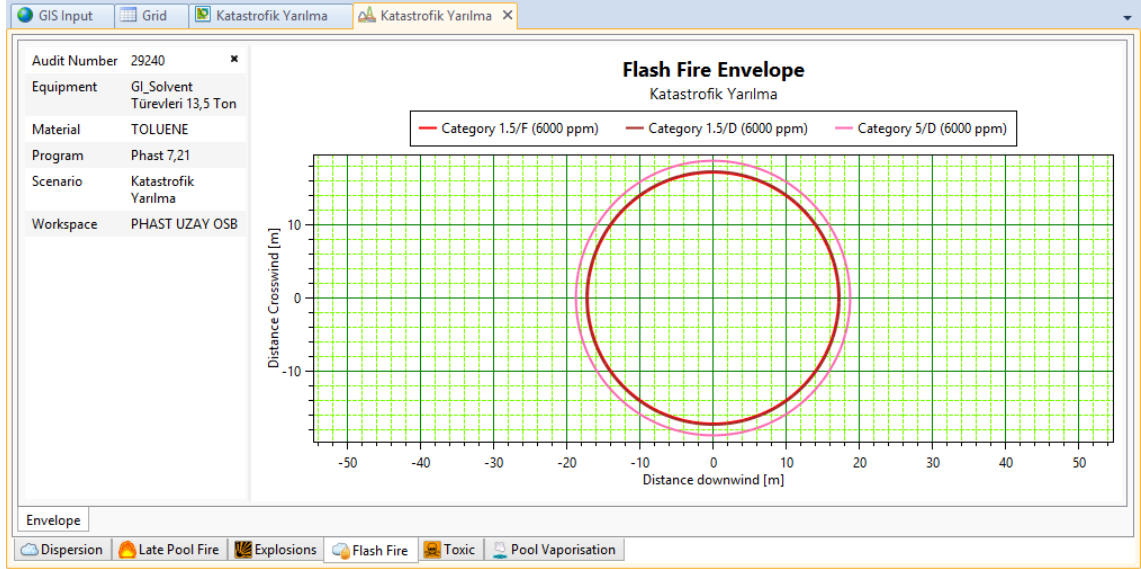 GIS Input
Grid
Katastrofik Yarılma
Katastrofik Yarılma
Audit Number 29240
Equipment GI_Solvent
Türevleri 13,5 Ton
Material TOLUENE
Program Phast 7,21
Scenario Katastrofik
Yarılma
Workspace PHAST UZAY OSB
Flash Fire Envelope
Katastrofik Yarılma
Category 1.5/F (6000 ppm) Category 1.5/D (6000 ppm) Category 5/D (6000 ppm)
Distance Crosswind [m]
10
0
-10
-50 -40 -30 -20 -10 0 10 20 30 40 50
Distance downwind [m]
Envelope
Dispersion Late Pool Fire Explosions Flash Fire Toxic Pool Vaporisation